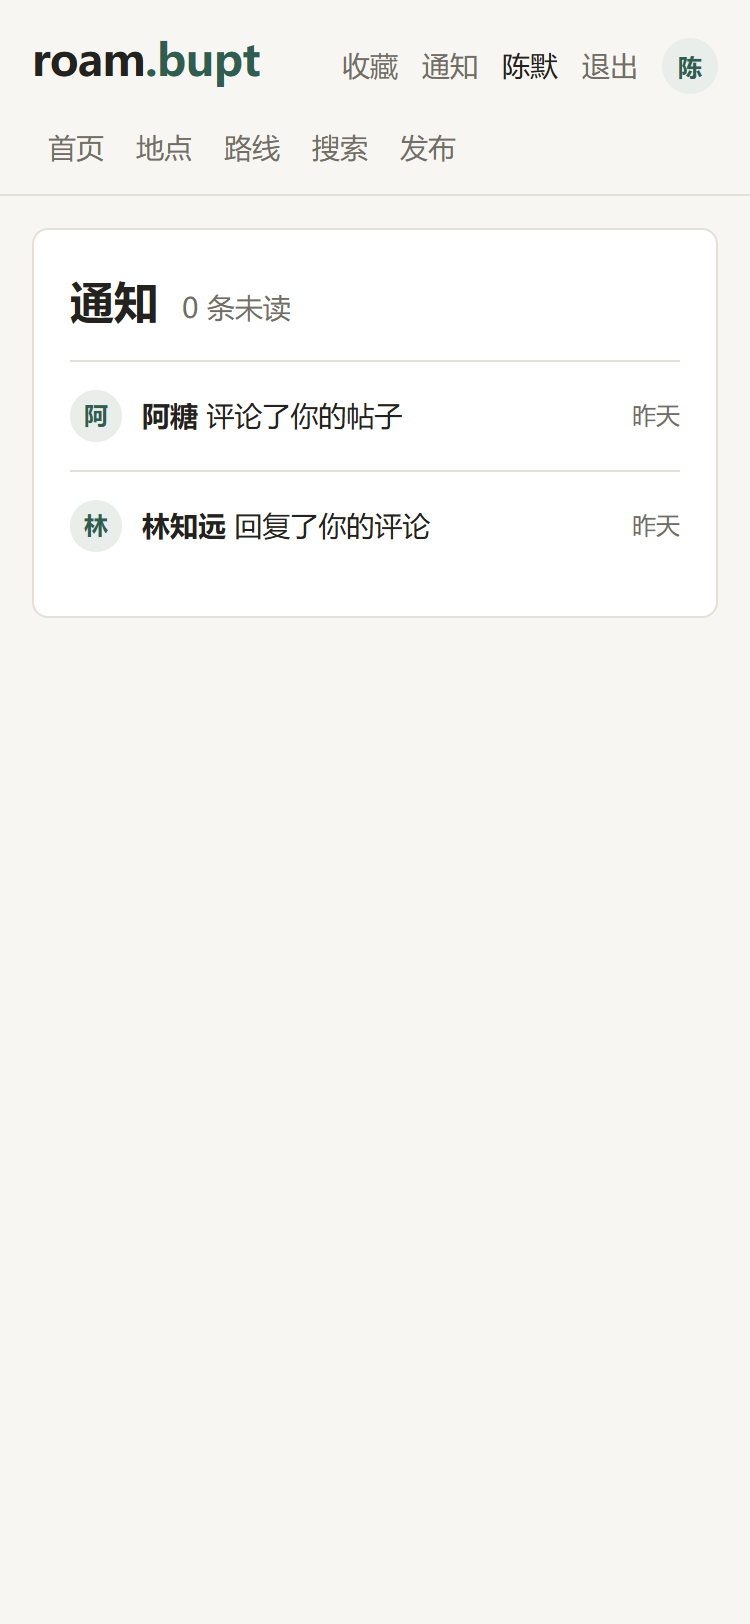 roam.bupt 收藏 通知 陈默 退出 陈
首页 地点 路线 搜索 发布
通知 0 条未读
阿 阿糖 评论了你的帖子 昨天
林 林知远 回复了你的评论 昨天